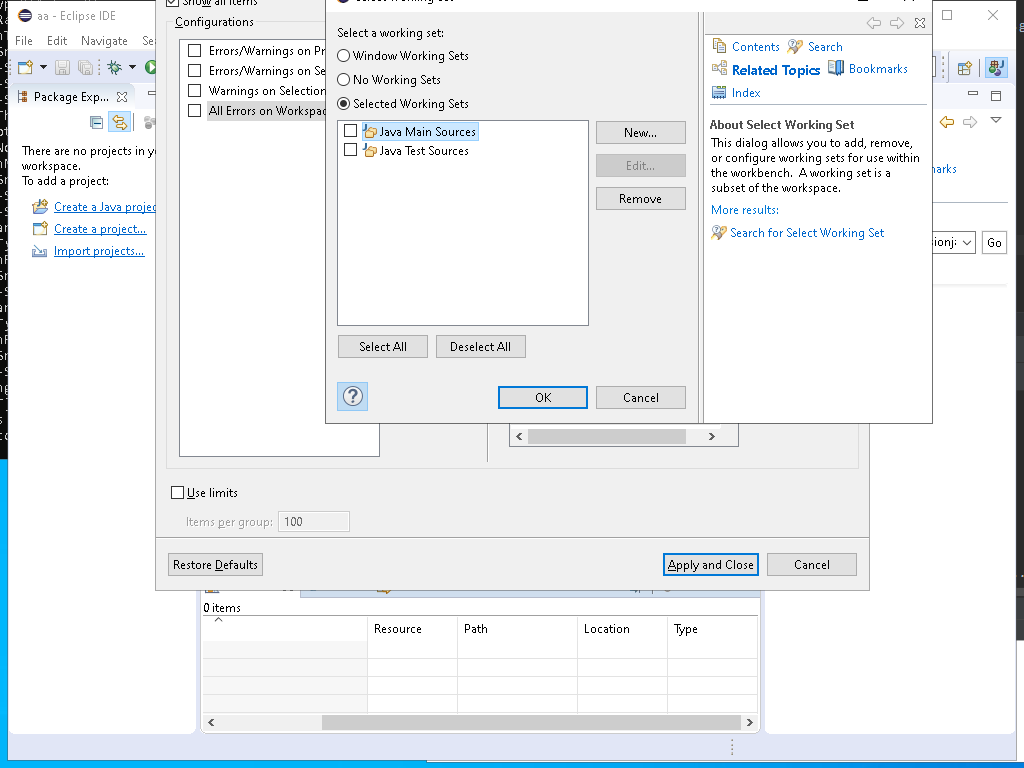 aa - Eclipse IDE
File Edit Navigate
Package Exp...
There are no projects in
workspace.
To add a project:
Create a Java
Create a project...
Import projects...
Show all items
Configurations
Errors/Warnings on
Errors/Warnings on
Warnings on Selection
All Errors on
Use limits
Items per group: 100
Restore Defaults
Apply and Close
Cancel
Select a working set:
Window Working Sets
No Working Sets
Selected Working Sets
Java Main Sources
Java Test Sources
New...
Edit...
Remove
Select All
Deselect All
OK
Cancel
Contents Search
Related Topics Bookmarks
Index
About Select Working Set
This dialog allows you to add, remove,
or configure working sets for use within
the workbench. A working set is a
subset of the workspace.
More results:
Search for Select Working Set
Go
0 items
Resource Path Location Type